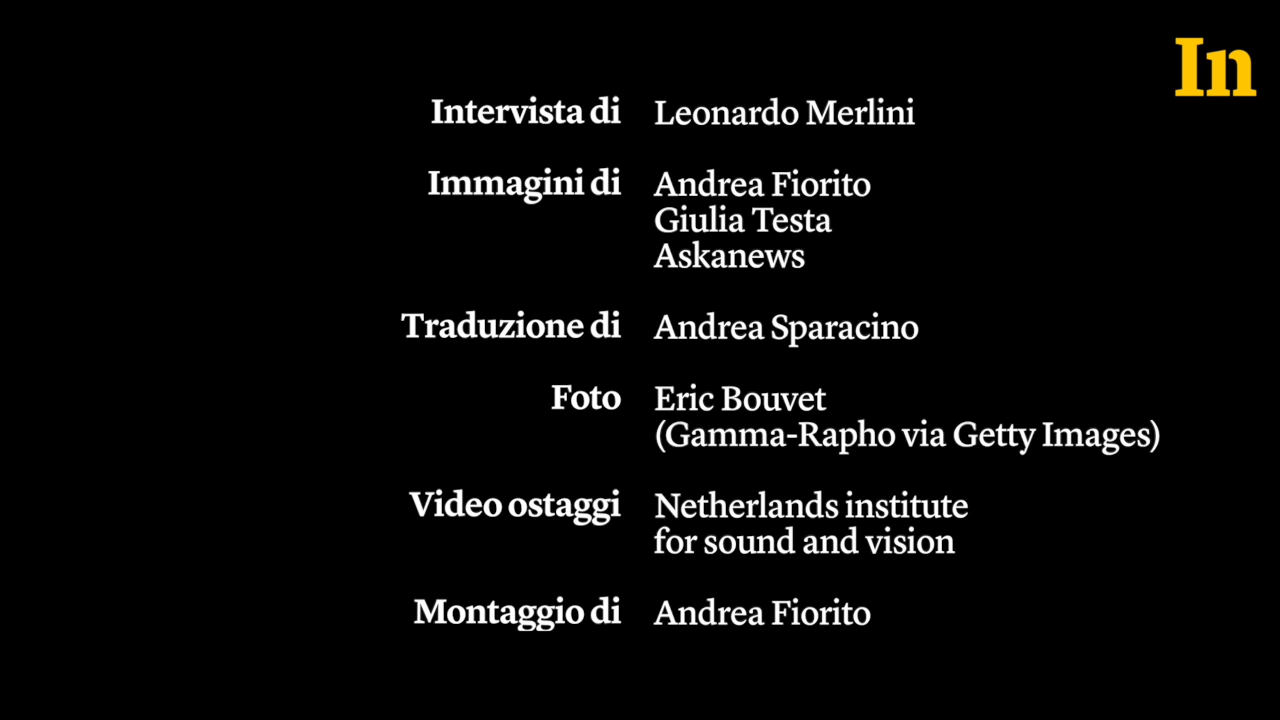 In
Intervista di Leonardo Merlini
Immagini di Andrea Fiorito
Giulia Testa
Askanews
Traduzione di Andrea Sparacino
Foto Eric Bouvet
(Gamma-Rapho via Getty Images)
Video ostaggi Netherlands institute
for sound and vision
Montaggio di Andrea Fiorito